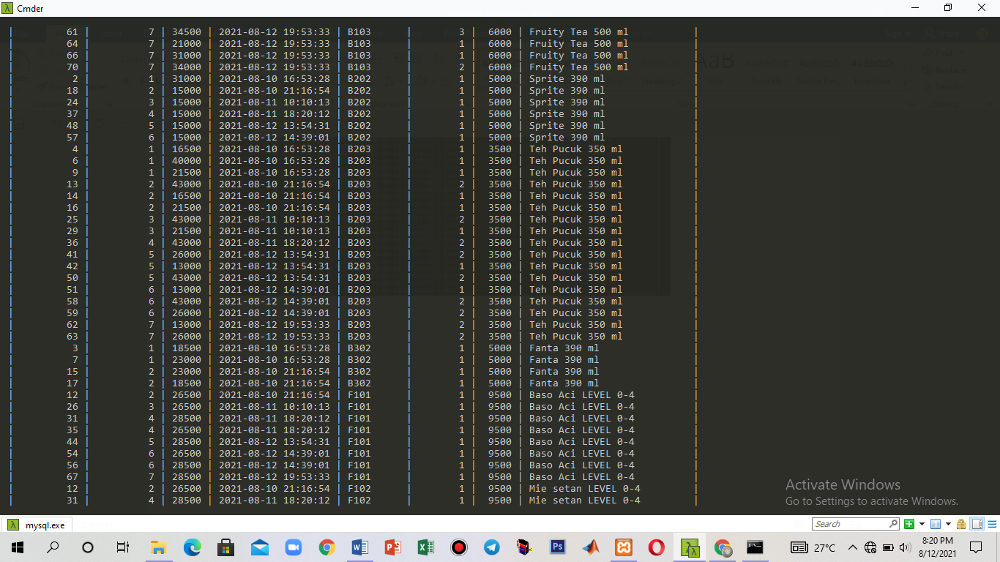 Cmder
| 61 | 7 | 34500 | 2021-08-12 19:53:33 | B103 | 3 | 6000 | Fruity Tea 500 ml |
| 64 | 7 | 21000 | 2021-08-12 19:53:33 | B103 | 1 | 6000 | Fruity Tea 500 ml |
| 66 | 7 | 31000 | 2021-08-12 19:53:33 | B103 | 1 | 6000 | Fruity Tea 500 ml |
| 70 | 7 | 34000 | 2021-08-12 19:53:33 | B103 | 2 | 6000 | Fruity Tea 500 ml |
| 2 | 1 | 31000 | 2021-08-10 16:53:28 | B202 | 1 | 5000 | Sprite 390 ml |
| 18 | 2 | 15000 | 2021-08-10 21:16:54 | B202 | 1 | 5000 | Sprite 390 ml |
| 24 | 3 | 15000 | 2021-08-11 10:10:13 | B202 | 1 | 5000 | Sprite 390 ml |
| 37 | 4 | 15000 | 2021-08-11 18:20:12 | B202 | 1 | 5000 | Sprite 390 ml |
| 48 | 5 | 15000 | 2021-08-12 13:54:31 | B202 | 1 | 5000 | Sprite 390 ml |
| 57 | 6 | 15000 | 2021-08-12 14:39:01 | B202 | 1 | 5000 | Sprite 390 ml |
| 4 | 1 | 16500 | 2021-08-10 16:53:28 | B203 | 1 | 3500 | Teh Pucuk 350 ml |
| 6 | 1 | 40000 | 2021-08-10 16:53:28 | B203 | 1 | 3500 | Teh Pucuk 350 ml |
| 9 | 1 | 21500 | 2021-08-10 16:53:28 | B203 | 1 | 3500 | Teh Pucuk 350 ml |
| 13 | 2 | 43000 | 2021-08-10 21:16:54 | B203 | 2 | 3500 | Teh Pucuk 350 ml |
| 14 | 2 | 16500 | 2021-08-10 21:16:54 | B203 | 1 | 3500 | Teh Pucuk 350 ml |
| 16 | 2 | 21500 | 2021-08-10 21:16:54 | B203 | 1 | 3500 | Teh Pucuk 350 ml |
| 25 | 3 | 43000 | 2021-08-11 10:10:13 | B203 | 2 | 3500 | Teh Pucuk 350 ml |
| 29 | 3 | 21500 | 2021-08-11 10:10:13 | B203 | 1 | 3500 | Teh Pucuk 350 ml |
| 36 | 4 | 43000 | 2021-08-11 18:20:12 | B203 | 2 | 3500 | Teh Pucuk 350 ml |
| 41 | 5 | 26000 | 2021-08-12 13:54:31 | B203 | 2 | 3500 | Teh Pucuk 350 ml |
| 42 | 5 | 13000 | 2021-08-12 13:54:31 | B203 | 1 | 3500 | Teh Pucuk 350 ml |
| 50 | 5 | 43000 | 2021-08-12 13:54:31 | B203 | 2 | 3500 | Teh Pucuk 350 ml |
| 51 | 6 | 13000 | 2021-08-12 14:39:01 | B203 | 1 | 3500 | Teh Pucuk 350 ml |
| 58 | 6 | 43000 | 2021-08-12 14:39:01 | B203 | 2 | 3500 | Teh Pucuk 350 ml |
| 59 | 6 | 26000 | 2021-08-12 14:39:01 | B203 | 2 | 3500 | Teh Pucuk 350 ml |
| 62 | 7 | 13000 | 2021-08-12 19:53:33 | B203 | 2 | 3500 | Teh Pucuk 350 ml |
| 63 | 7 | 26000 | 2021-08-12 19:53:33 | B203 | 2 | 3500 | Teh Pucuk 350 ml |
| 3 | 1 | 18500 | 2021-08-10 16:53:28 | B302 | 1 | 5000 | Fanta 390 ml |
| 7 | 1 | 23000 | 2021-08-10 16:53:28 | B302 | 1 | 5000 | Fanta 390 ml |
| 15 | 2 | 23000 | 2021-08-10 21:16:54 | B302 | 1 | 5000 | Fanta 390 ml |
| 17 | 2 | 18500 | 2021-08-10 21:16:54 | B302 | 1 | 5000 | Fanta 390 ml |
| 12 | 2 | 26500 | 2021-08-10 21:16:54 | F101 | 1 | 9500 | Baso Aci LEVEL 0-4 |
| 26 | 3 | 26500 | 2021-08-11 10:10:13 | F101 | 1 | 9500 | Baso Aci LEVEL 0-4 |
| 31 | 4 | 28500 | 2021-08-11 18:20:12 | F101 | 1 | 9500 | Baso Aci LEVEL 0-4 |
| 35 | 4 | 26500 | 2021-08-11 18:20:12 | F101 | 1 | 9500 | Baso Aci LEVEL 0-4 |
| 44 | 5 | 28500 | 2021-08-12 13:54:31 | F101 | 1 | 9500 | Baso Aci LEVEL 0-4 |
| 54 | 6 | 26500 | 2021-08-12 14:39:01 | F101 | 1 | 9500 | Baso Aci LEVEL 0-4 |
| 56 | 6 | 28500 | 2021-08-12 14:39:01 | F101 | 1 | 9500 | Baso Aci LEVEL 0-4 |
| 67 | 7 | 28500 | 2021-08-12 19:53:33 | F101 | 1 | 9500 | Baso Aci LEVEL 0-4 |
| 12 | 2 | 26500 | 2021-08-10 21:16:54 | F102 | 1 | 9500 | Mie setan LEVEL 0-4 |
| 31 | 4 | 28500 | 2021-08-11 18:20:12 | F102 | 1 | 9500 | Mie setan LEVEL 0-4 |
Activate Windows
Go to Settings to activate Windows.
mysql.exe
Search
27°C
8:20 PM
8/12/2021